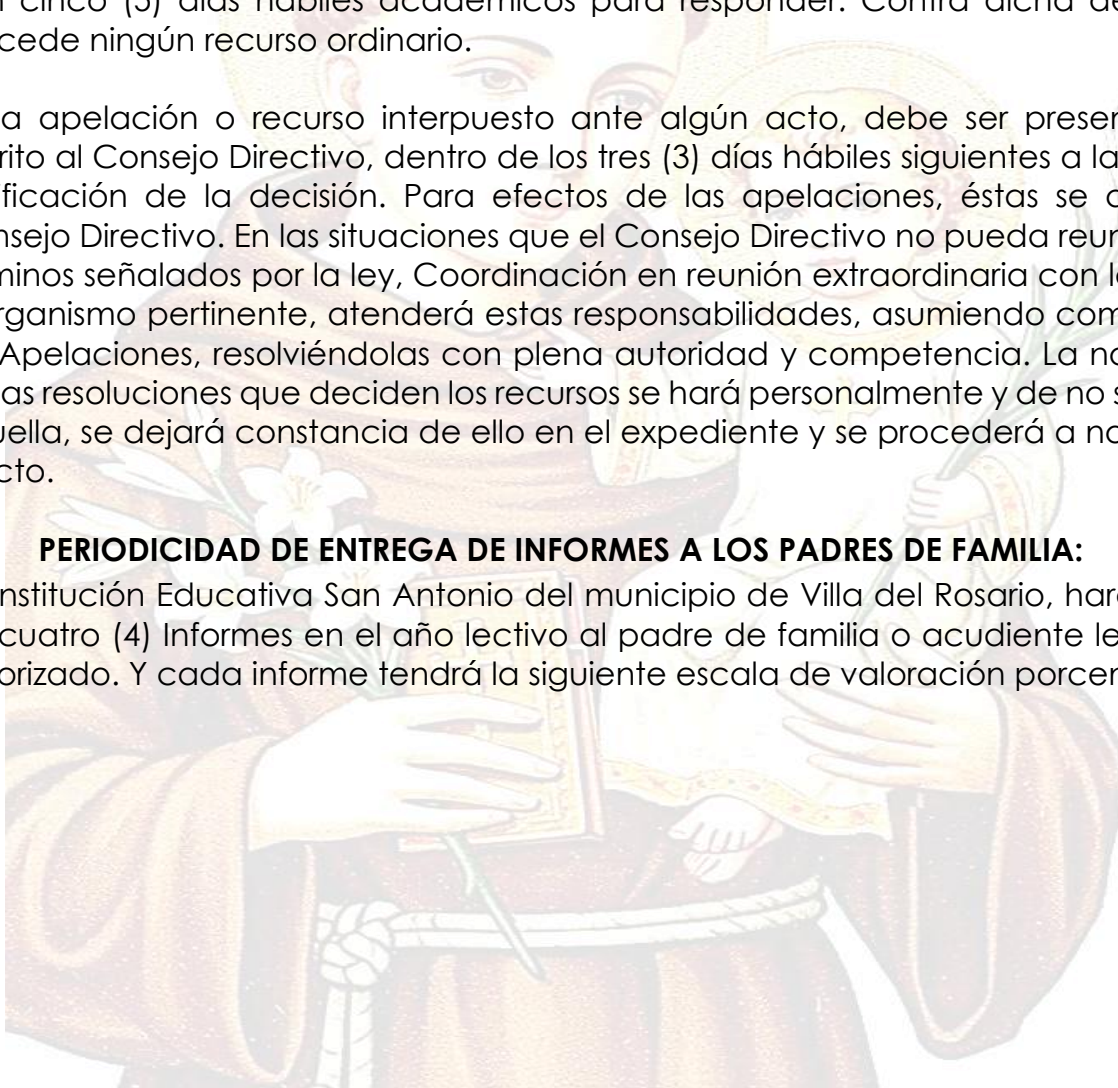 cinco (5) días hábiles académicos para responder. Contra dicha
cede ningún recurso ordinario.
a apelación o recurso interpuesto ante algún acto, debe ser presen
rito al Consejo Directivo, dentro de los tres (3) días hábiles siguientes a la
ificación de la decisión. Para efectos de las apelaciones, éstas se
nsejo Directivo. En las situaciones que el Consejo Directivo no pueda reun
minos señalados por la ley, Coordinación en reunión extraordinaria con l
rganismo pertinente, atenderá estas responsabilidades, asumiendo com
Apelaciones, resolviéndolas con plena autoridad y competencia. La no
as resoluciones que deciden los recursos se hará personalmente y de no s
uella, se dejará constancia de ello en el expediente y se procederá a no
cto.
PERIODICIDAD DE ENTREGA DE INFORMES A LOS PADRES DE FAMILIA:
nstitución Educativa San Antonio del municipio de Villa del Rosario, har
cuatro (4) Informes en el año lectivo al padre de familia o acudiente le
orizado. Y cada informe tendrá la siguiente escala de valoración porcen